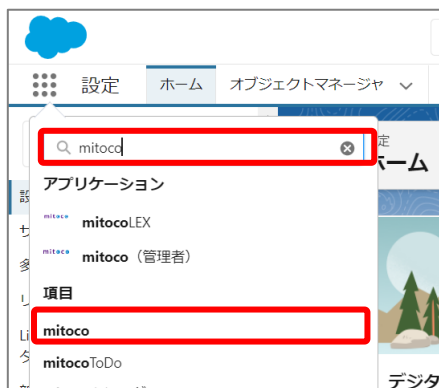 設定 ホーム オブジェクトマネージャ
mitoco
定
ホーム
アプリケーション
mitoco mitocoLEX
mitoco mitoco（管理者）
項目
mitoco
mitocoToDo
デジタ